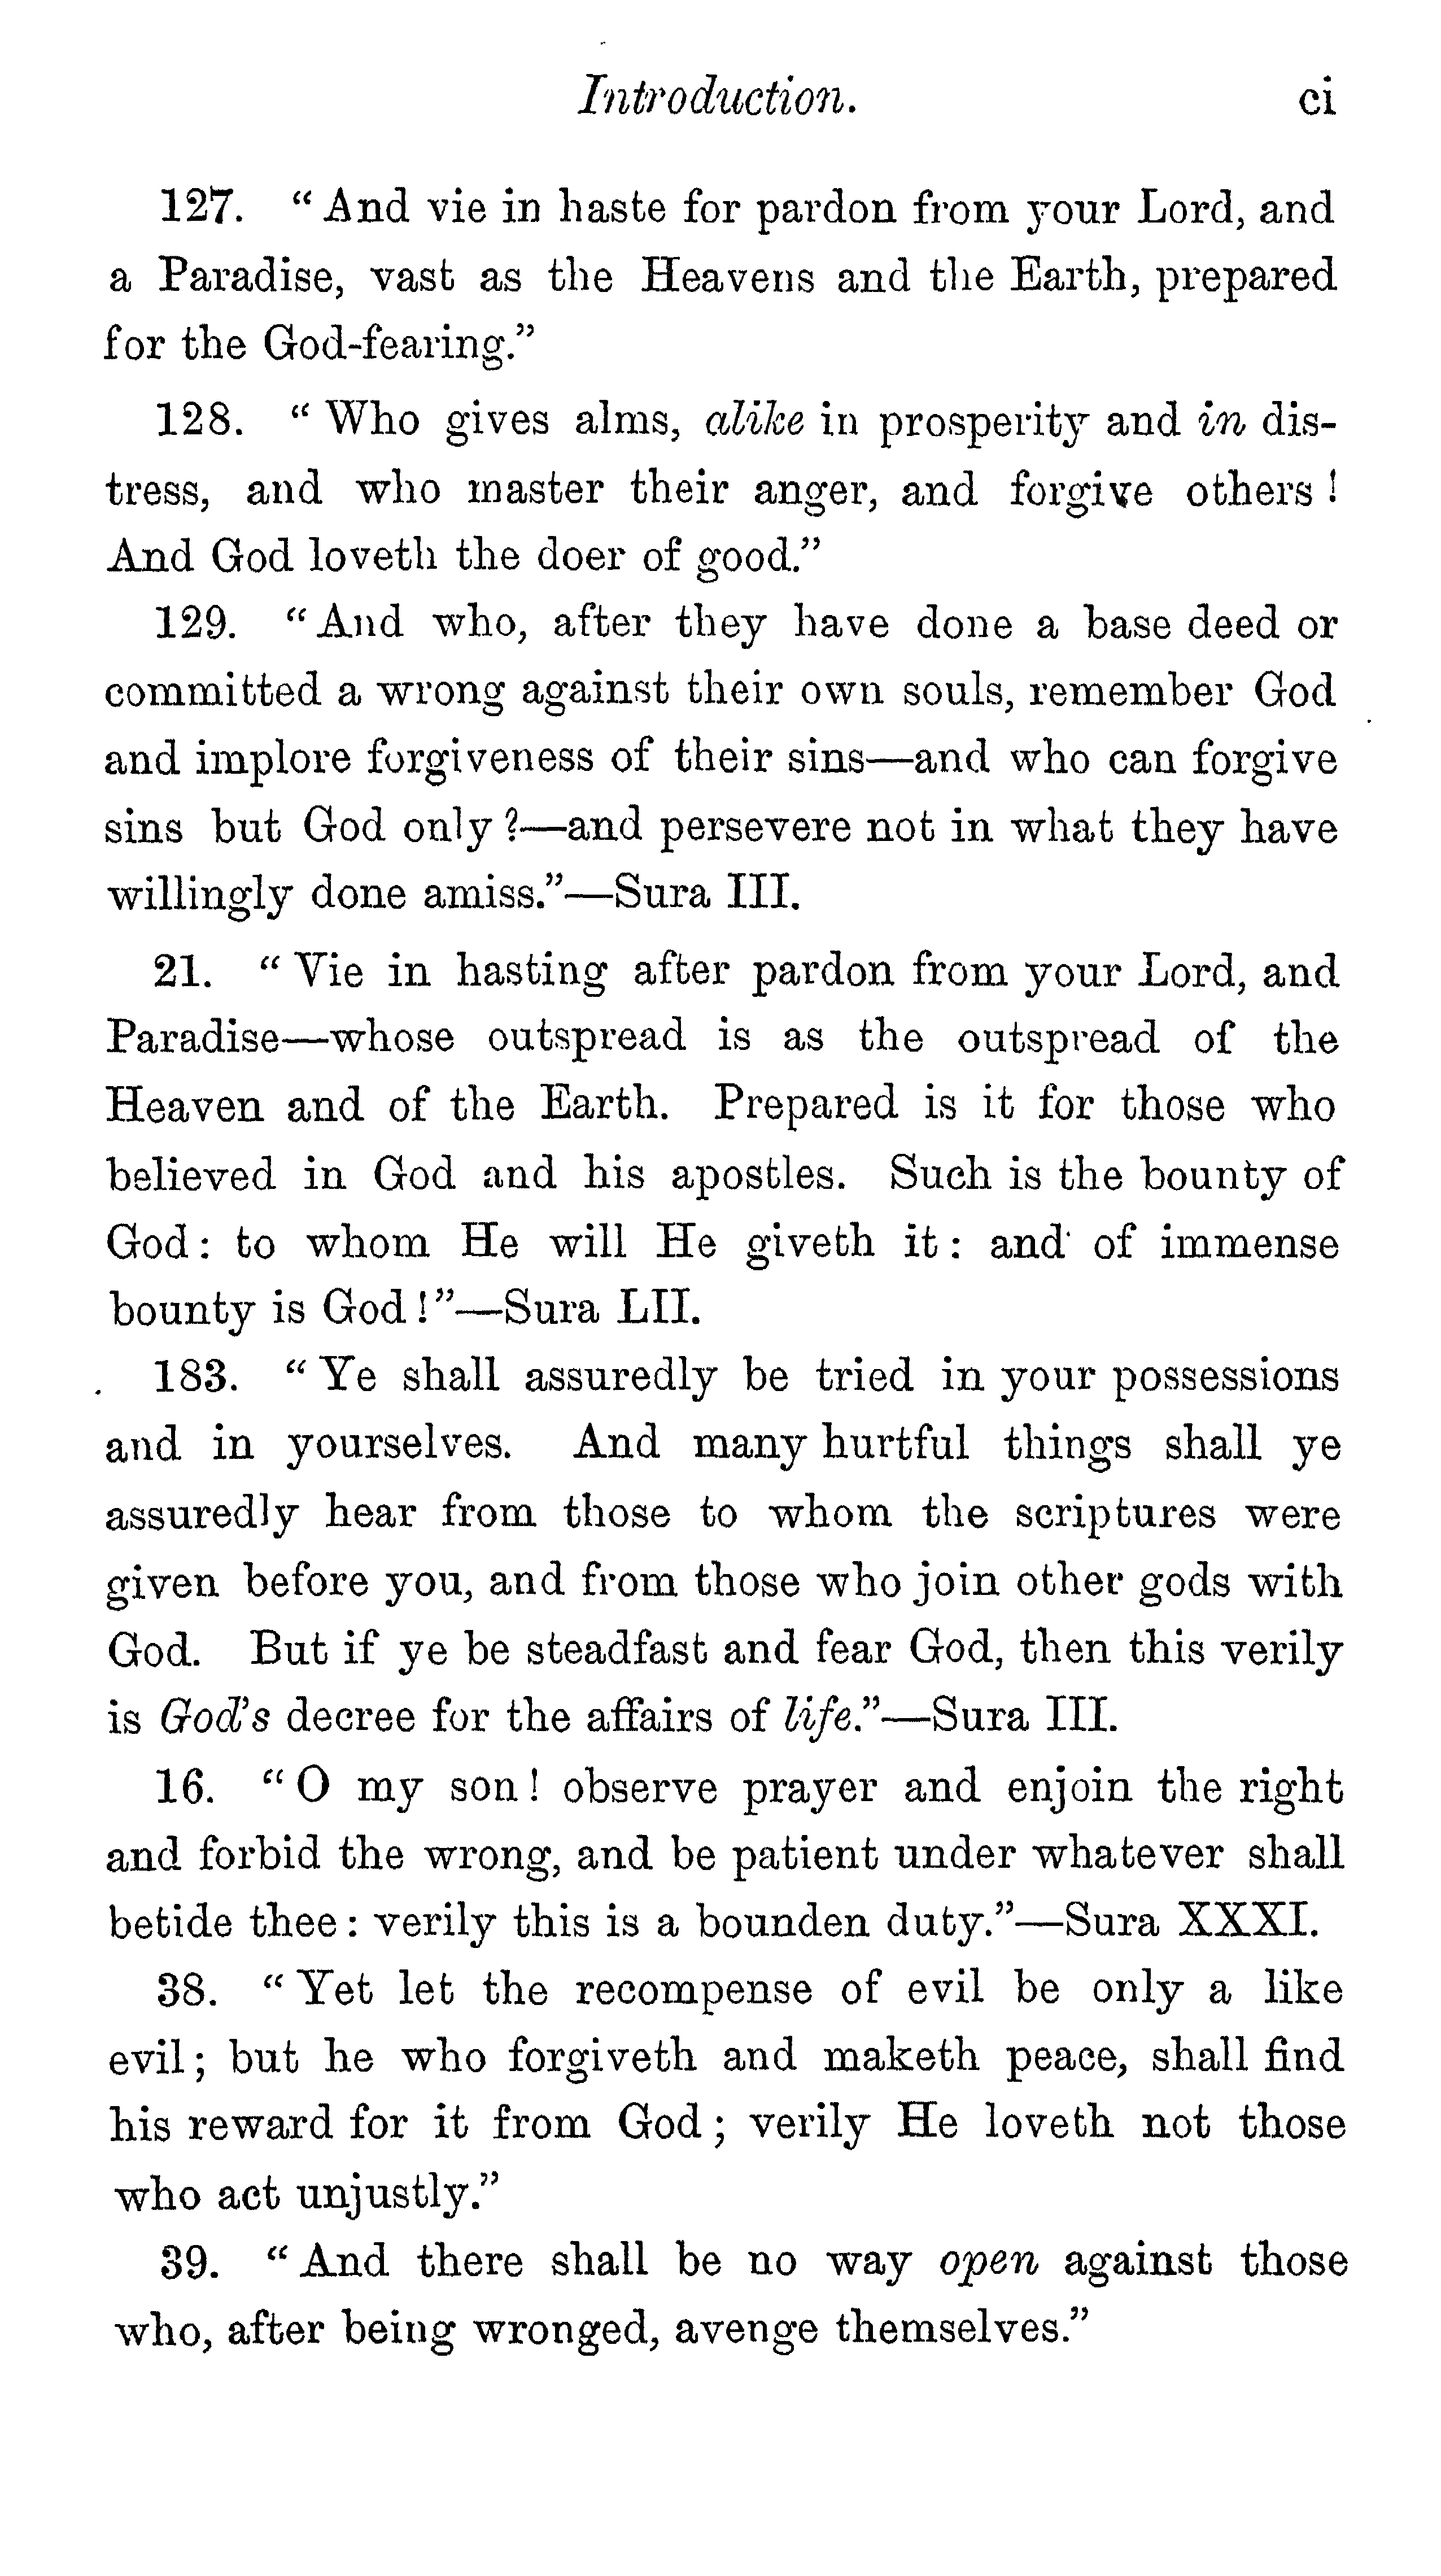 Introduction. ci
127. “ And vie in haste for pardon from your Lord, and
a Paradise, vast as the Heavens and the Earth, prepared
for the God-fearing.”
128. “ Who gives alms, alike in prosperity and in dis-
tress, and who master their anger, and forgive others !
And God loveth the doer of good.”
129. “ And who, after they have done a base deed or
committed a wrong against their own souls, remember God
and implore forgiveness of their sins—and who can forgive
sins but God only ?—and persevere not in what they have
willingly done amiss.”—Sura III.
21. “ Vie in hasting after pardon from your Lord, and
Paradise—whose outspread is as the outspread of the
Heaven and of the Earth. Prepared is it for those who
believed in God and his apostles. Such is the bounty of
God : to whom He will He giveth it : and of immense
bounty is God !”—Sura LII.
183. “ Ye shall assuredly be tried in your possessions
and in yourselves. And many hurtful things shall ye
assuredly hear from those to whom the scriptures were
given before you, and from those who join other gods with
God. But if ye be steadfast and fear God, then this verily
is God’s decree for the affairs of life.”—Sura III.
16. “ O my son ! observe prayer and enjoin the right
and forbid the wrong, and be patient under whatever shall
betide thee : verily this is a bounden duty.”—Sura XXXI.
38. “ Yet let the recompense of evil be only a like
evil ; but he who forgiveth and maketh peace, shall find
his reward for it from God ; verily He loveth not those
who act unjustly.”
39. “ And there shall be no way open against those
who, after being wronged, avenge themselves.”